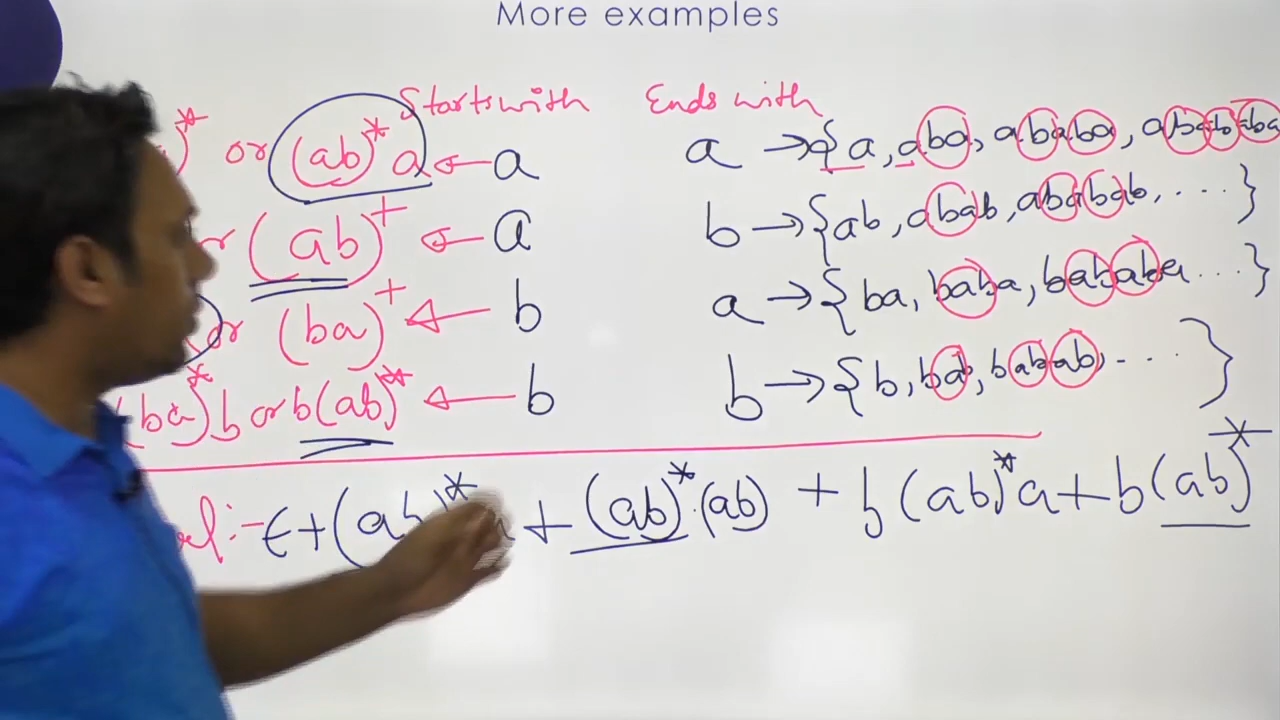 More examples
Starts with Ends with
)* or (ab)* a ← a a → {a, aba, ababa,
or (ab)⁺ ← a b → {ab, abab, ababab, ....}
or (ba)⁺ ← b a → {ba, baba, bababa ...}
(ba)*b or b(ab)* ← b b → {b, bab, babab, ....}
:- ε + (ab)* + (ab)*.(ab) + b(ab)*a + b(ab)*